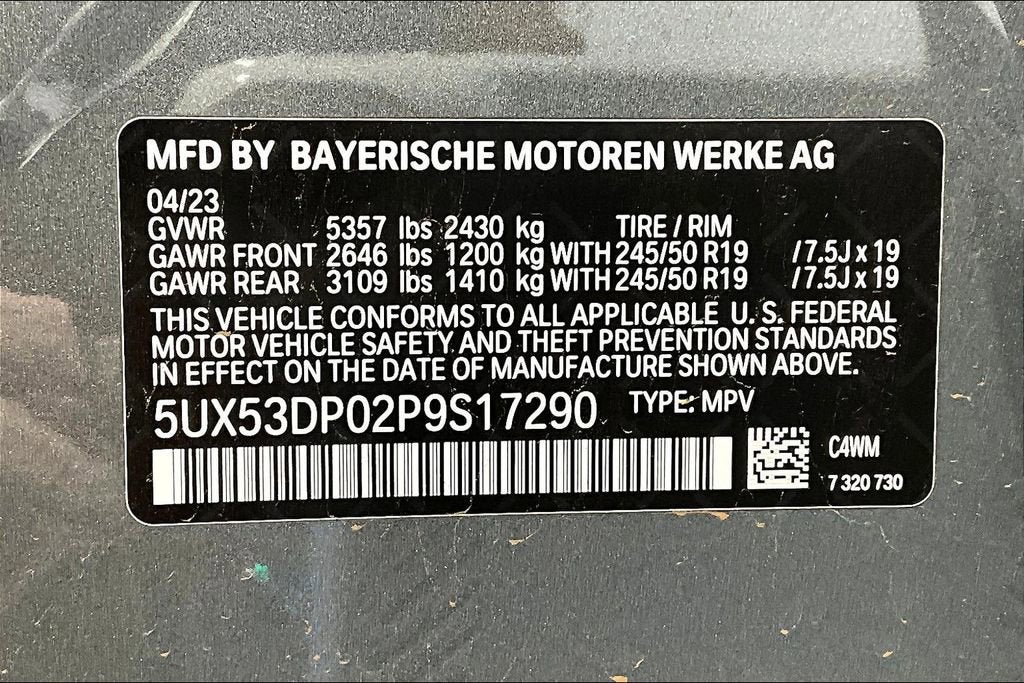 MFD BY BAYERISCHE MOTOREN WERKE AG
04/23
GVWR 5357 lbs 2430 kg TIRE / RIM
GAWR FRONT 2646 lbs 1200 kg WITH 245/50 R19 /7.5J x 19
GAWR REAR 3109 lbs 1410 kg WITH 245/50 R19 /7.5J x 19
THIS VEHICLE CONFORMS TO ALL APPLICABLE U. S. FEDERAL
MOTOR VEHICLE SAFETY AND THEFT PREVENTION STANDARDS
IN EFFECT ON THE DATE OF MANUFACTURE SHOWN ABOVE.
5UX53DP02P9S17290 TYPE: MPV
C4WM
7 320 730